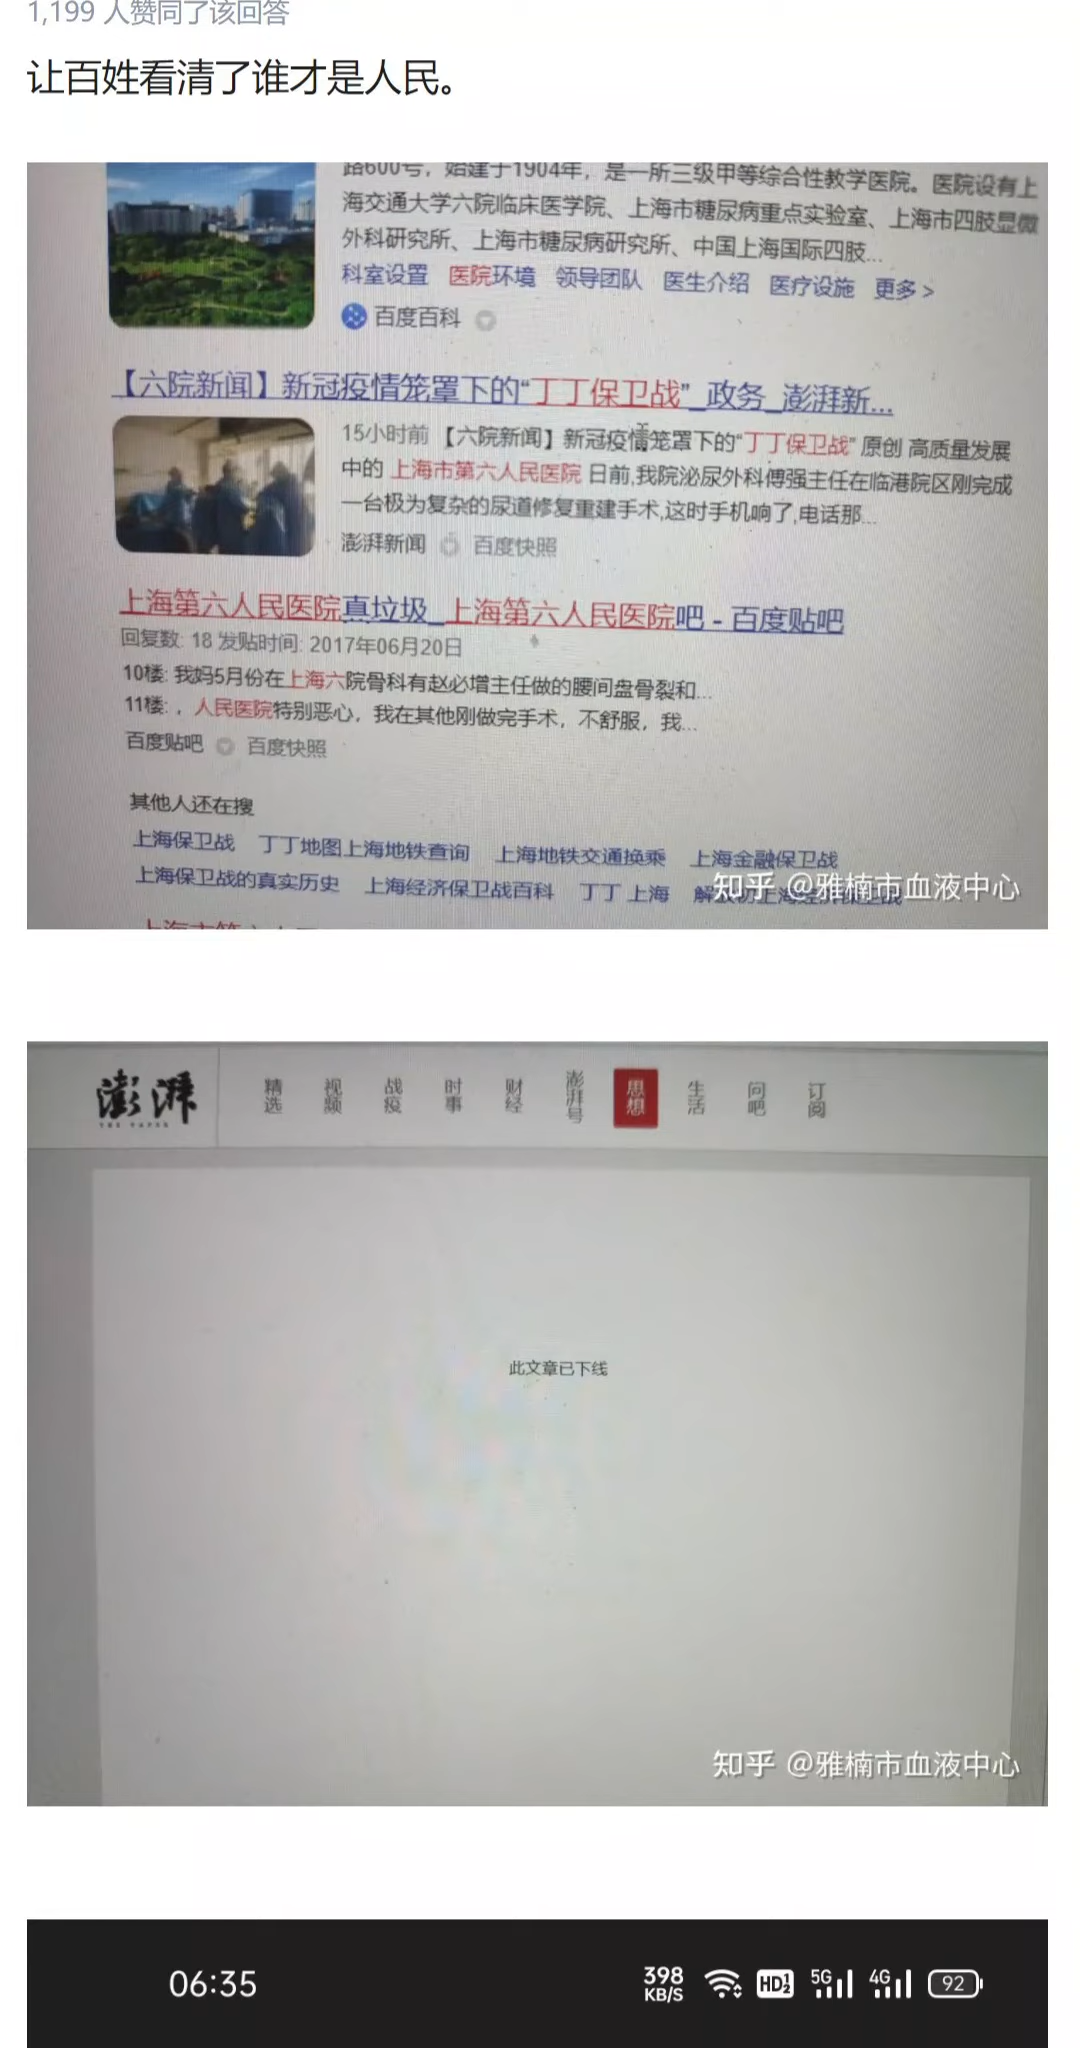 1,199 人赞同了该回答
让百姓看清了谁才是人民。
路600号，始建于1904年，是一所三级甲等综合性教学医院。医院设有上
海交通大学六院临床医学院、上海市糖尿病重点实验室、上海市四肢显微
外科研究所、上海市糖尿病研究所、中国上海国际四肢...
科室设置 医院环境 领导团队 医生介绍 医疗设施 更多 >
百度百科
【六院新闻】新冠疫情笼罩下的“丁丁保卫战”_政务_澎湃新...
15小时前 【六院新闻】新冠疫情笼罩下的“丁丁保卫战” 原创 高质量发展
中的 上海市第六人民医院 日前,我院泌尿外科傅强主任在临港院区刚完成
一台极为复杂的尿道修复重建手术,这时手机响了,电话那...
澎湃新闻 百度快照
上海第六人民医院真垃圾_上海第六人民医院吧 - 百度贴吧
回复数: 18 发贴时间: 2017年06月20日
10楼: 我妈5月份在上海六院骨科有赵必增主任做的腰间盘骨裂和...
11楼: ，人民医院特别恶心，我在其他刚做完手术，不舒服，我...
百度贴吧 百度快照
其他人还在搜
上海保卫战 丁丁地图上海地铁查询 上海地铁交通换乘 上海金融保卫战
上海保卫战的真实历史 上海经济保卫战百科 丁丁 上海
知乎 @雅楠市血液中心
澎湃 精选 视频 战疫 时事 财经 澎湃号 思想 生活 问吧 订阅
THE PAPER
此文章已下线
知乎 @雅楠市血液中心
06:35 398 KB/S HD 1 2 5G 4G 92